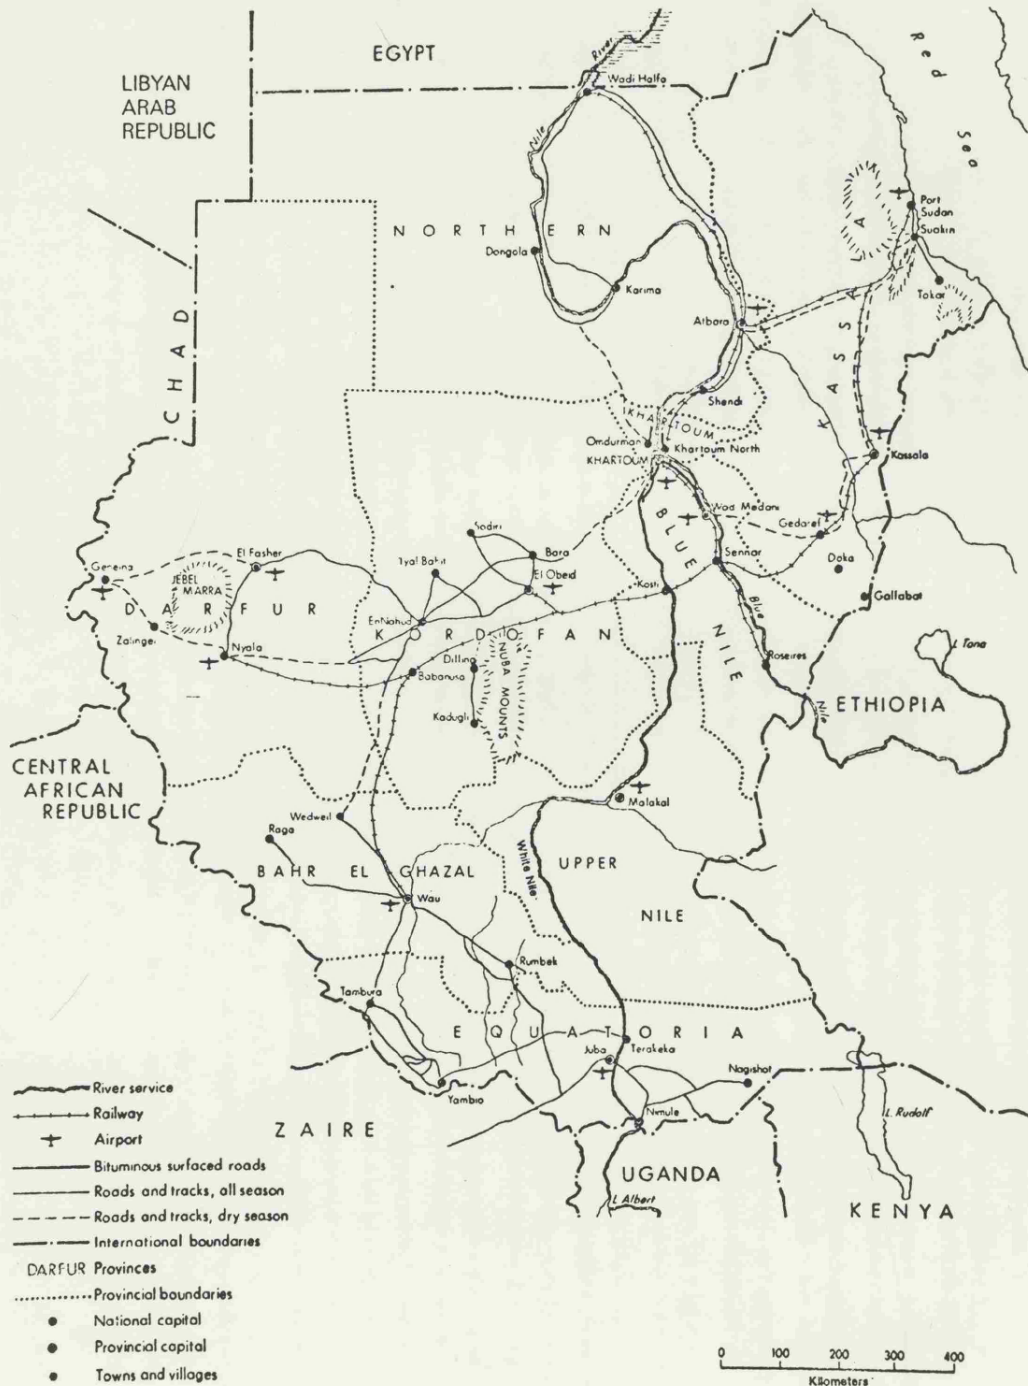 EGYPT
LIBYAN
ARAB
REPUBLIC
River
Nile
Wadi Halfa
Red
Sea
Port
Sudan
Suakin
Tokar
NORTHERN
Dongola
Karima
CHAD
Atbara
KASSALA
Shendi
KHARTOUM
Omdurman
Khartoum North
KHARTOUM
Kassala
Wad Medani
Gedaref
Sodiri
Bara
El Fasher
Iyal Bakit
El Obeid
Sennar
Doka
Geneina
JEBEL
MARRA
Kosti
Blue
Gallabat
DARFUR
En Nahud
KORDOFAN
BLUE NILE
Zalingei
Nyala
Babanusa
Dilling
NUBA MOUNTS
Roseires
L Tana
Kadugli
Nile
ETHIOPIA
CENTRAL
AFRICAN
REPUBLIC
Malakal
Wedweil
Raga
White Nile
UPPER
BAHR EL GHAZAL
Wau
NILE
Rumbek
Tambura
EQUATORIA
Juba
Terakeka
Nagishot
Yambio
Nimule
L. Rudolf
ZAIRE
UGANDA
L Albert
KENYA
River service
Railway
Airport
Bituminous surfaced roads
Roads and tracks, all season
Roads and tracks, dry season
International boundaries
DARFUR Provinces
Provincial boundaries
National capital
Provincial capital
Towns and villages
0 100 200 300 400
Kilometers